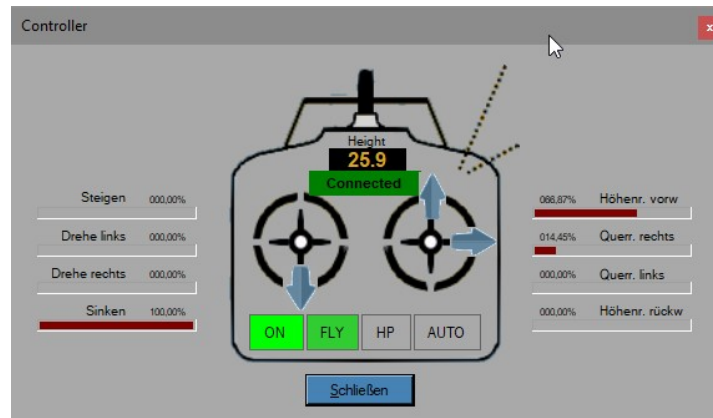 Controller
x
Height
25.9
Connected
Steigen 000,00%
Drehe links 000,00%
Drehe rechts 000,00%
Sinken 100,00%
066,87% Höhenr. vorw
014,45% Querr. rechts
000,00% Querr. links
000,00% Höhenr. rückw
ON FLY HP AUTO
Schließen